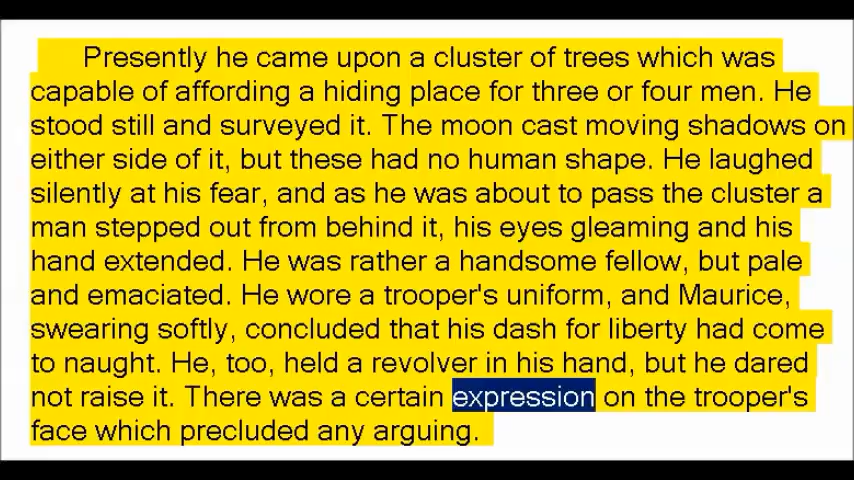 Presently he came upon a cluster of trees which was
capable of affording a hiding place for three or four men. He
stood still and surveyed it. The moon cast moving shadows on
either side of it, but these had no human shape. He laughed
silently at his fear, and as he was about to pass the cluster a
man stepped out from behind it, his eyes gleaming and his
hand extended. He was rather a handsome fellow, but pale
and emaciated. He wore a trooper's uniform, and Maurice,
swearing softly, concluded that his dash for liberty had come
to naught. He, too, held a revolver in his hand, but he dared
not raise it. There was a certain expression on the trooper's
face which precluded any arguing.